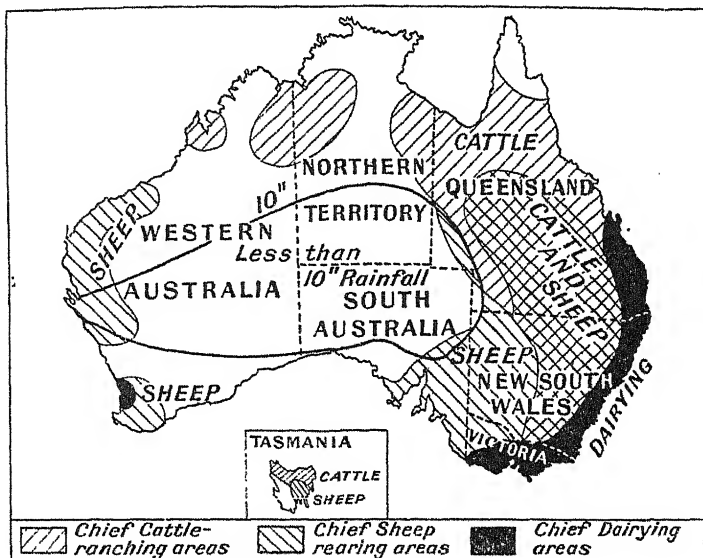 CATTLE
NORTHERN
QUEENSLAND
10"
TERRITORY
CATTLE
AND
SHEEP
SHEEP
WESTERN
Less than
10" Rainfall
AUSTRALIA
SOUTH
AUSTRALIA
SHEEP
SHEEP
NEW SOUTH
WALES
DAIRYING
VICTORIA
TASMANIA
CATTLE
SHEEP
Chief Cattle-
ranching areas
Chief Sheep
rearing areas
Chief Dairying
areas